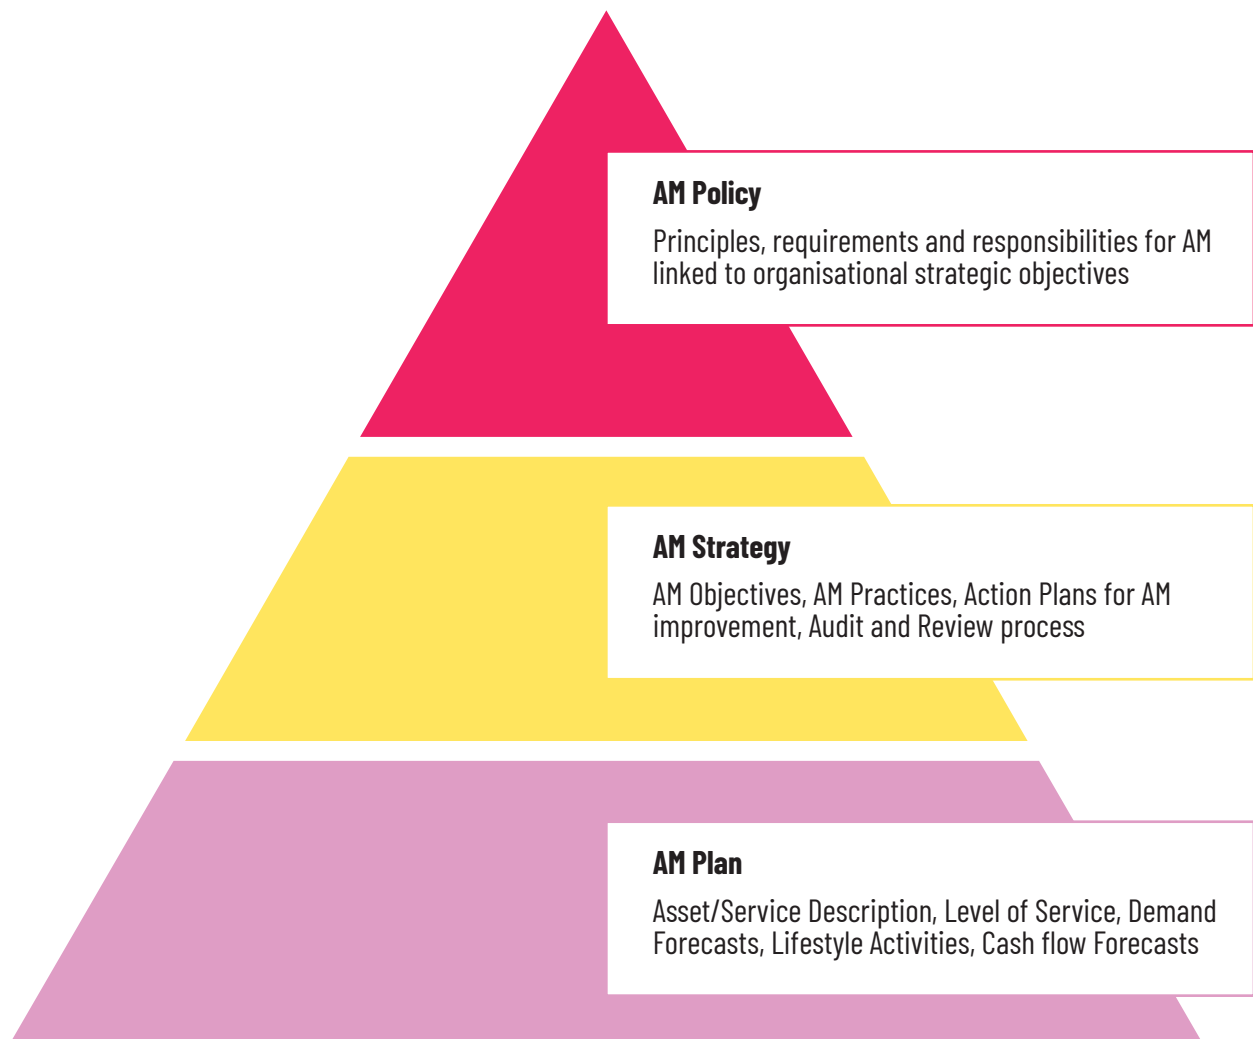 AM Policy
Principles, requirements and responsibilities for AM
linked to organisational strategic objectives
AM Strategy
AM Objectives, AM Practices, Action Plans for AM
improvement, Audit and Review process
AM Plan
Asset/Service Description, Level of Service, Demand
Forecasts, Lifestyle Activities, Cash flow Forecasts